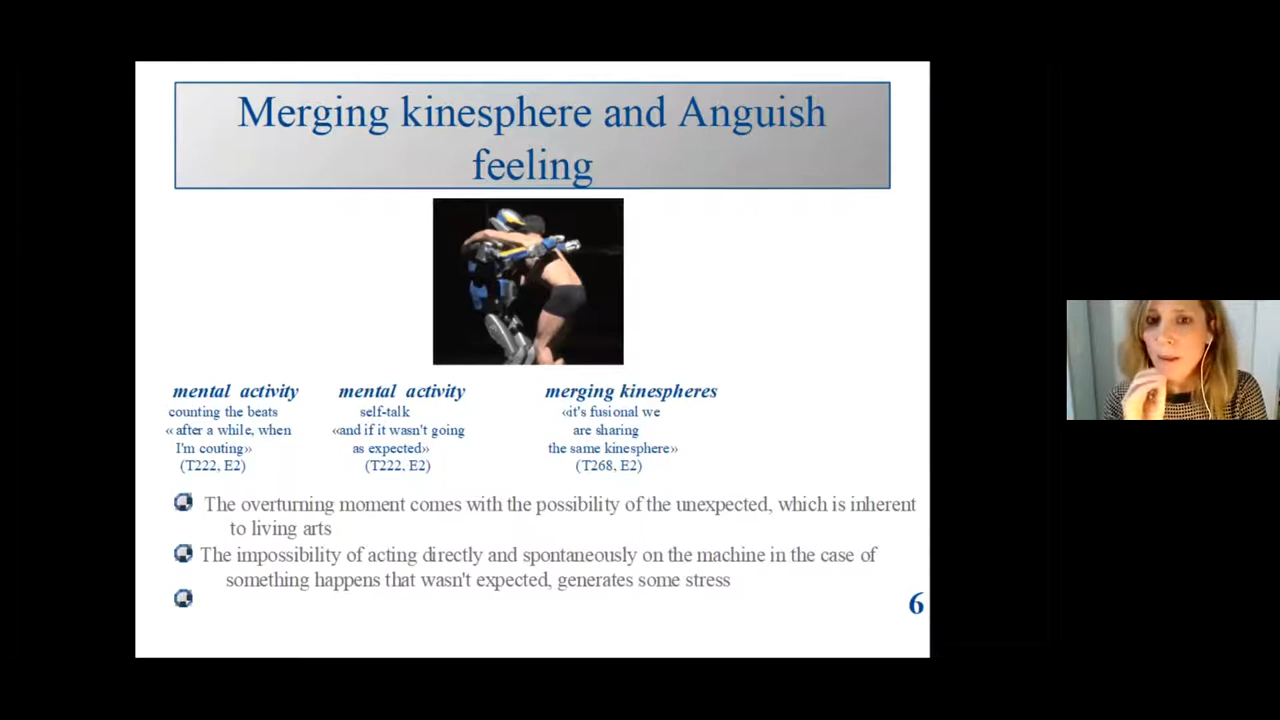 Merging kinesphere and Anguish
feeling
mental activity
counting the beats
« after a while, when
I'm couting»
(T222, E2)
mental activity
self-talk
«and if it wasn't going
as expected»
(T222, E2)
merging kinespheres
«it's fusional we
are sharing
the same kinesphere»
(T268, E2)
The overturning moment comes with the possibility of the unexpected, which is inherent
to living arts
The impossibility of acting directly and spontaneously on the machine in the case of
something happens that wasn't expected, generates some stress
6